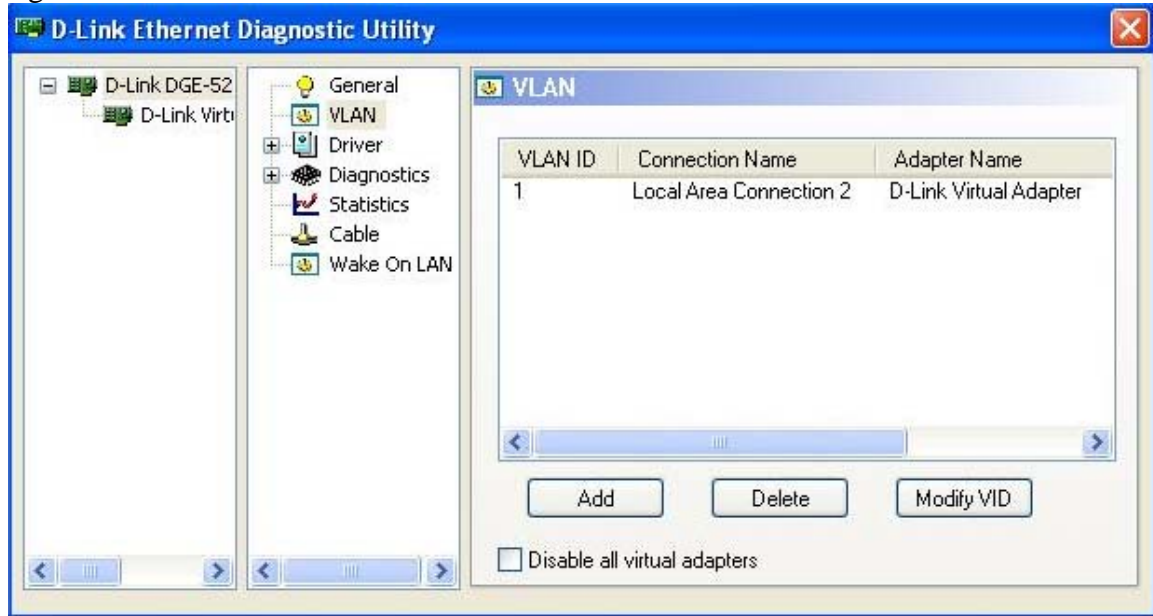 D-Link Ethernet Diagnostic Utility
D-Link DGE-52
D-Link Virtu
General
VLAN
Driver
Diagnostics
Statistics
Cable
Wake On LAN
VLAN
VLAN ID Connection Name Adapter Name
1 Local Area Connection 2 D-Link Virtual Adapter
Add Delete Modify VID
Disable all virtual adapters